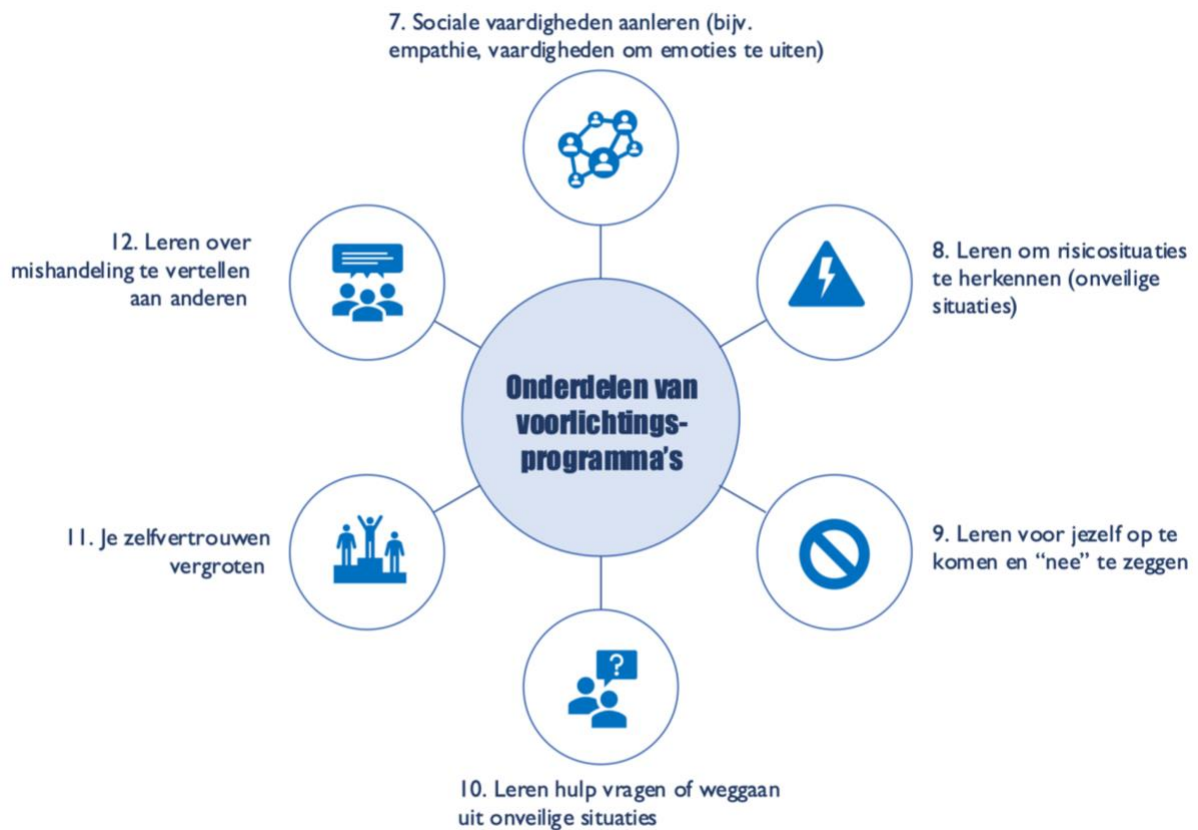 7. Sociale vaardigheden aanleren (bijv.
empathie, vaardigheden om emoties te uiten)
8. Leren om risicosituaties
te herkennen (onveilige
situaties)
9. Leren voor jezelf op te
komen en “nee” te zeggen
10. Leren hulp vragen of weggaan
uit onveilige situaties
11. Je zelfvertrouwen
vergroten
12. Leren over
mishandeling te vertellen
aan anderen
Onderdelen van
voorlichtings-
programma’s
?